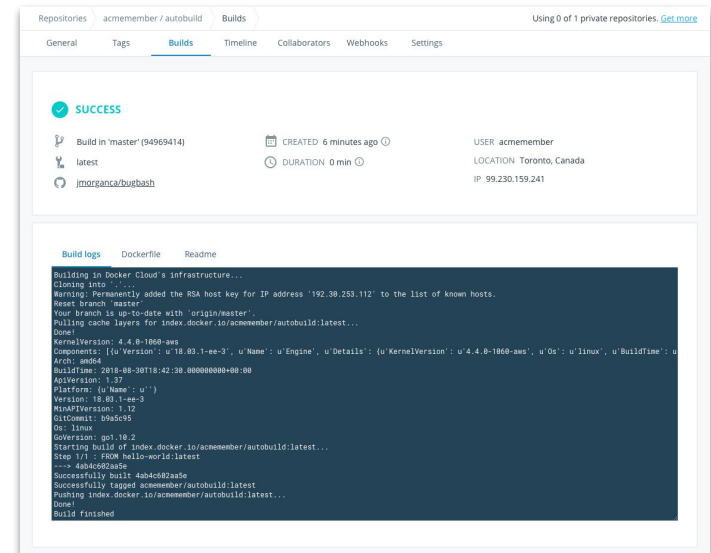 Repositories acmemember / autobuild Builds Using 0 of 1 private repositories. Get more
General Tags Builds Timeline Collaborators Webhooks Settings
SUCCESS
Build in 'master' (94969414) CREATED 6 minutes ago USER acmemember
latest DURATION 0 min LOCATION Toronto, Canada
jmorganca/bugbash IP 99.230.159.241
Build logs Dockerfile Readme
Building in Docker Cloud's infrastructure...
Cloning into '.'...
Warning: Permanently added the RSA host key for IP address '192.30.253.112' to the list of known hosts.
Reset branch 'master'
Your branch is up-to-date with 'origin/master'.
Pulling cache layers for index.docker.io/acmemember/autobuild:latest...
Done!
KernelVersion: 4.4.0-1060-aws
Components: [{u'Version': u'18.03.1-ee-3', u'Name': u'Engine', u'Details': {u'KernelVersion': u'4.4.0-1060-aws', u'Os': u'linux', u'BuildTime': u
Arch: amd64
BuildTime: 2018-08-30T18:42:30.000000000+00:00
ApiVersion: 1.37
Platform: {u'Name': u''}
Version: 18.03.1-ee-3
MinAPIVersion: 1.12
GitCommit: b9a5c95
Os: linux
GoVersion: go1.10.2
Starting build of index.docker.io/acmemember/autobuild:latest...
Step 1/1 : FROM hello-world:latest
---> 4ab4c602aa5e
Successfully built 4ab4c602aa5e
Successfully tagged acmemember/autobuild:latest
Pushing index.docker.io/acmemember/autobuild:latest...
Done!
Build finished